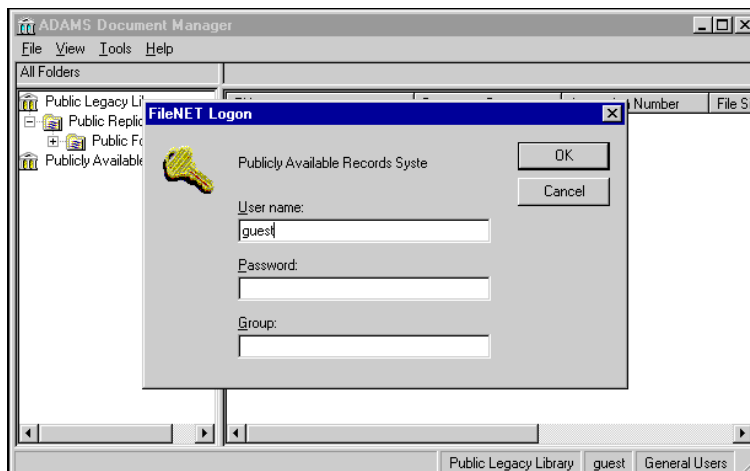 ADAMS Document Manager
File View Tools Help
All Folders
Number File S
Public Legacy Li
Public Replic
Public Fo
Publicly Available
FileNET Logon
Publicly Available Records Syste
OK
Cancel
User name:
guest
Password:
Group:
Public Legacy Library guest General Users